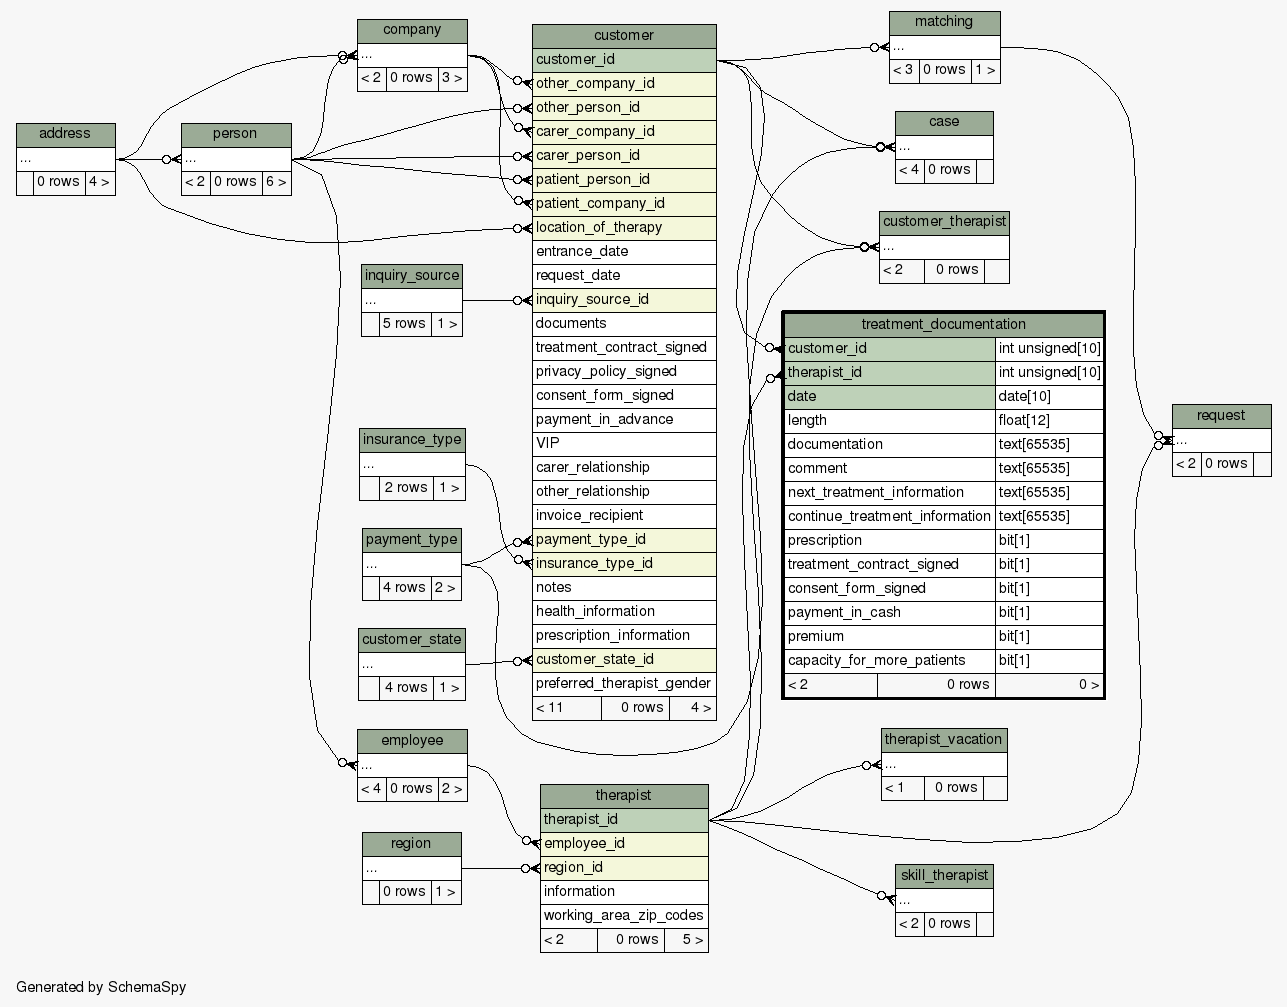 address
...
0 rows 4 >
person
...
< 2 0 rows 6 >
company
...
< 2 0 rows 3 >
inquiry_source
...
5 rows 1 >
insurance_type
...
2 rows 1 >
payment_type
...
4 rows 2 >
customer_state
...
4 rows 1 >
employee
...
< 4 0 rows 2 >
region
...
0 rows 1 >
customer
customer_id
other_company_id
other_person_id
carer_company_id
carer_person_id
patient_person_id
patient_company_id
location_of_therapy
entrance_date
request_date
inquiry_source_id
documents
treatment_contract_signed
privacy_policy_signed
consent_form_signed
payment_in_advance
VIP
carer_relationship
other_relationship
invoice_recipient
payment_type_id
insurance_type_id
notes
health_information
prescription_information
customer_state_id
preferred_therapist_gender
< 11 0 rows 4 >
therapist
therapist_id
employee_id
region_id
information
working_area_zip_codes
< 2 0 rows 5 >
matching
...
< 3 0 rows 1 >
case
...
< 4 0 rows
customer_therapist
...
< 2 0 rows
treatment_documentation
customer_id int unsigned[10]
therapist_id int unsigned[10]
date date[10]
length float[12]
documentation text[65535]
comment text[65535]
next_treatment_information text[65535]
continue_treatment_information text[65535]
prescription bit[1]
treatment_contract_signed bit[1]
consent_form_signed bit[1]
payment_in_cash bit[1]
premium bit[1]
capacity_for_more_patients bit[1]
< 2 0 rows 0 >
therapist_vacation
...
< 1 0 rows
skill_therapist
...
< 2 0 rows
request
...
< 2 0 rows
Generated by SchemaSpy